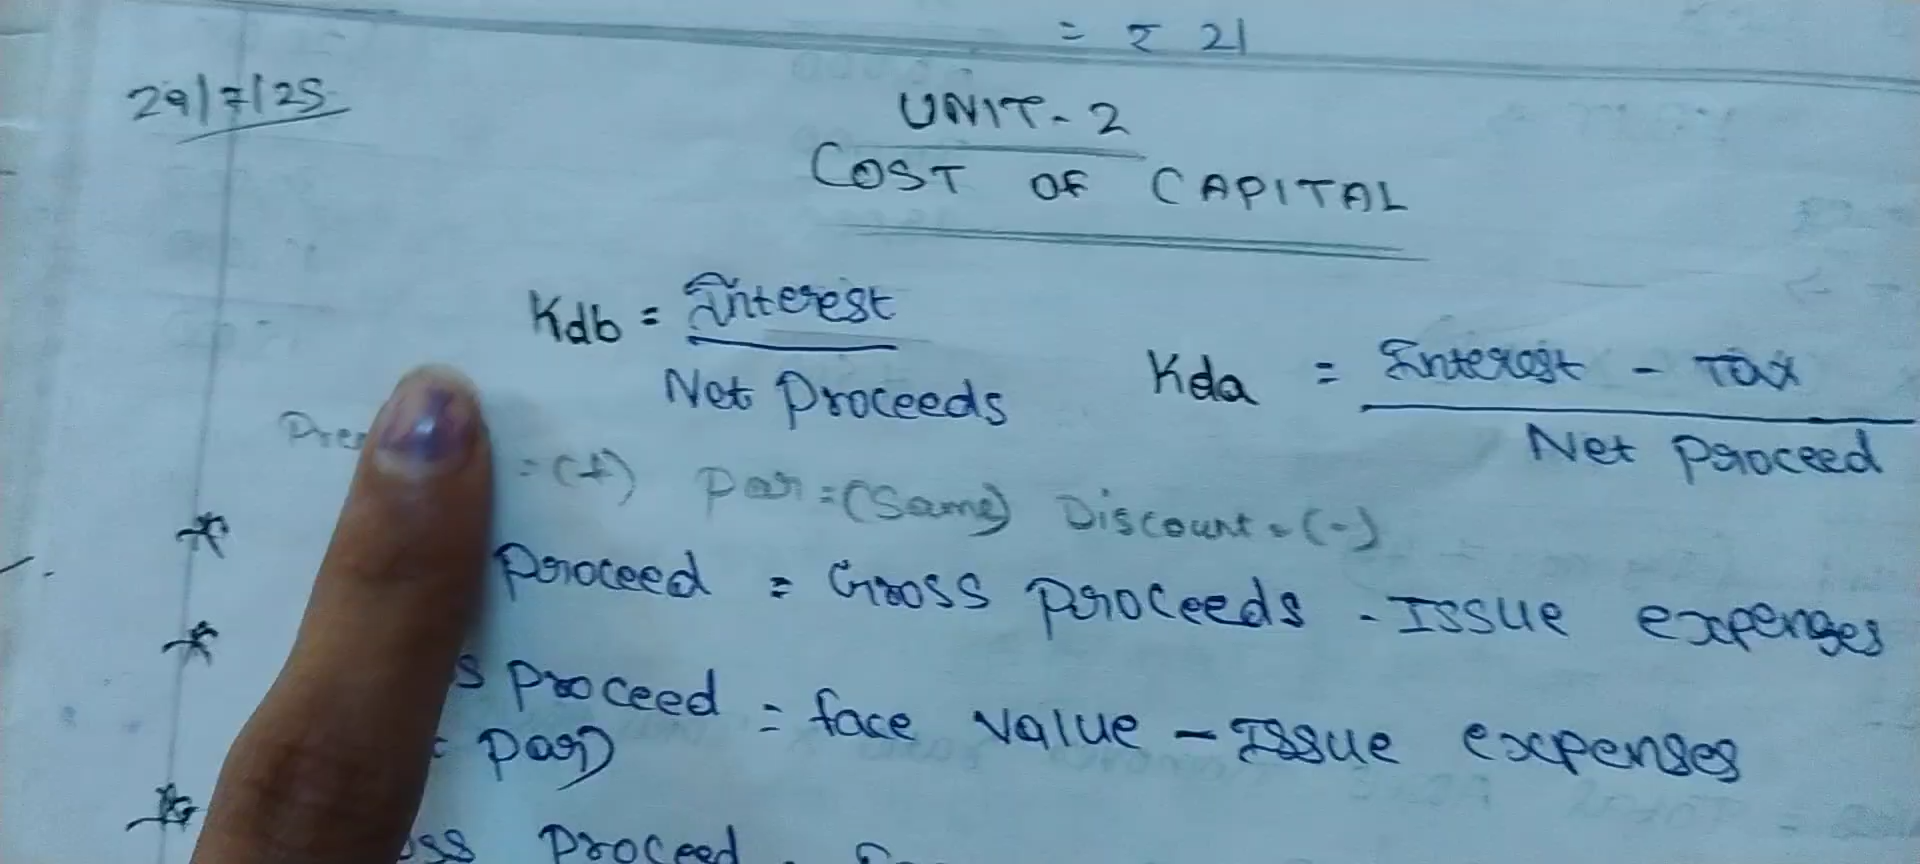 = ₹ 21
29/7/25
UNIT-2
COST OF CAPITAL
Kdb = Interest / Net Proceeds
Kda = Interest - Tax / Net proceed
= (+) Par = (Same) Discount = (-)
* Proceed = Gross Proceeds - Issue expenses
* proceed = face value - Issue expenses
par)
* proceed